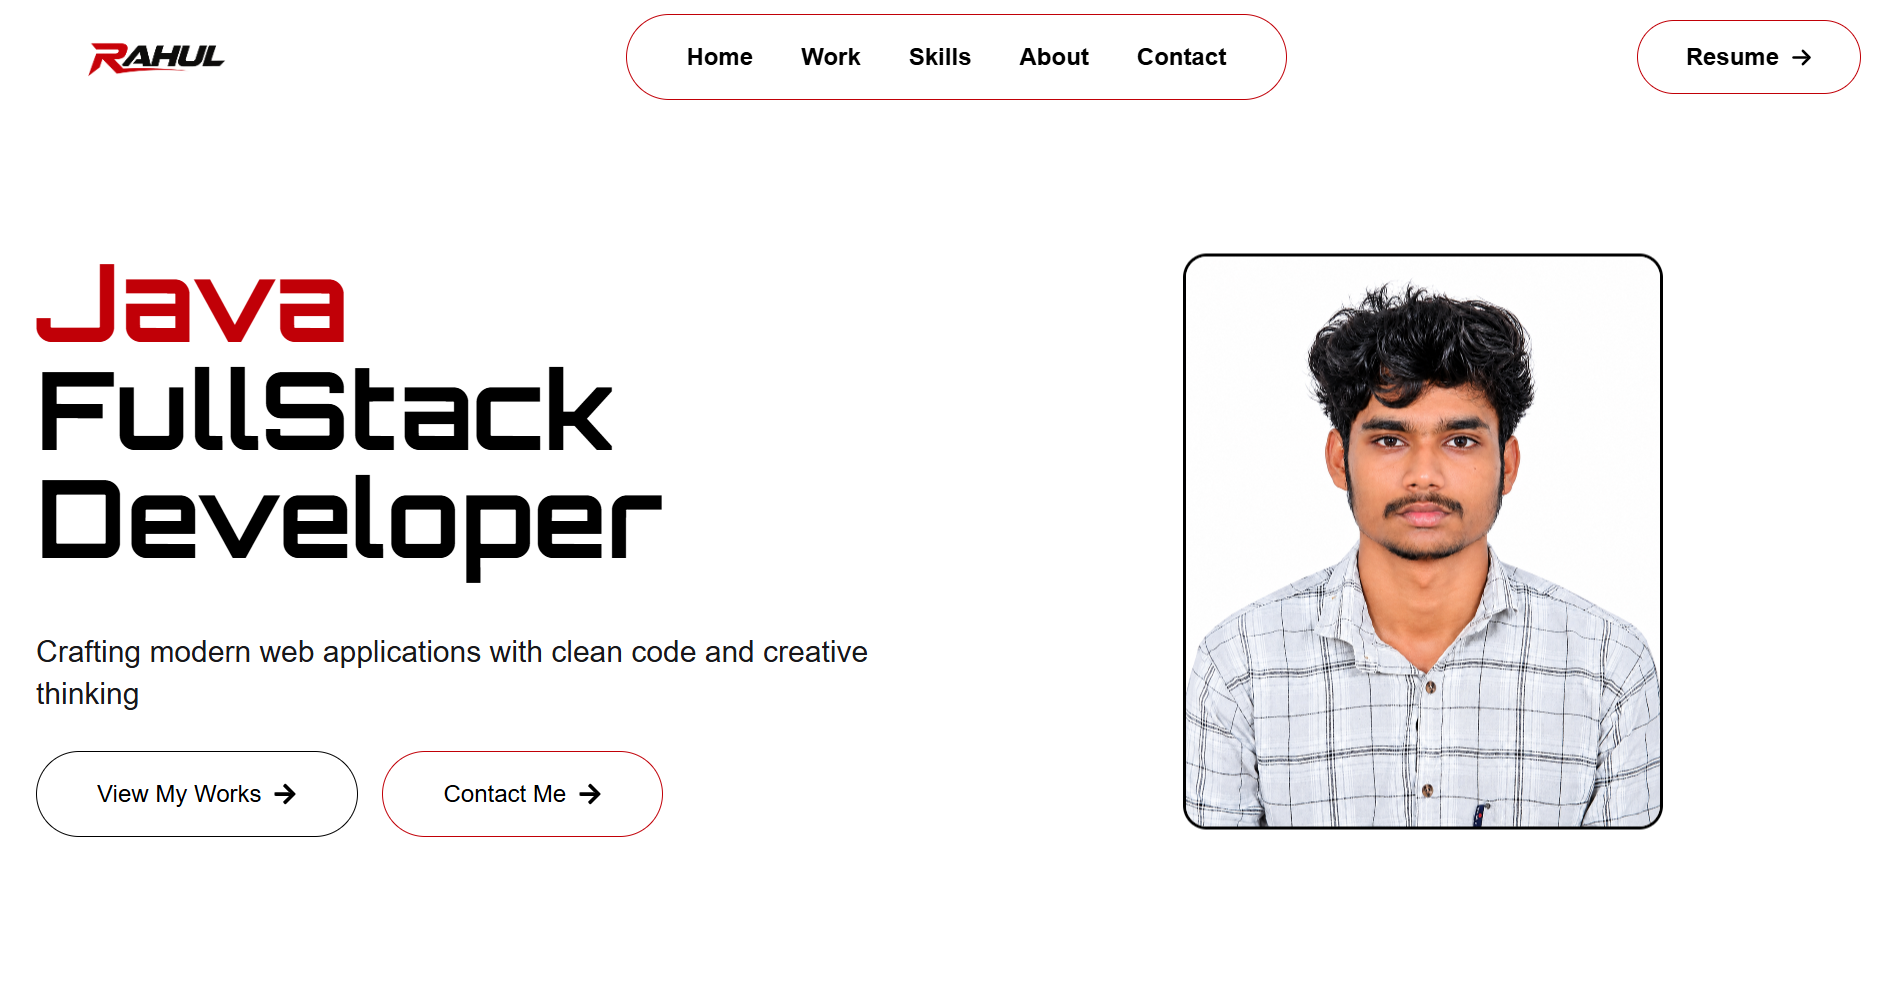 RAHUL
Home Work Skills About Contact
Resume
Java
FullStack
Developer
Crafting modern web applications with clean code and creative
thinking
View My Works
Contact Me